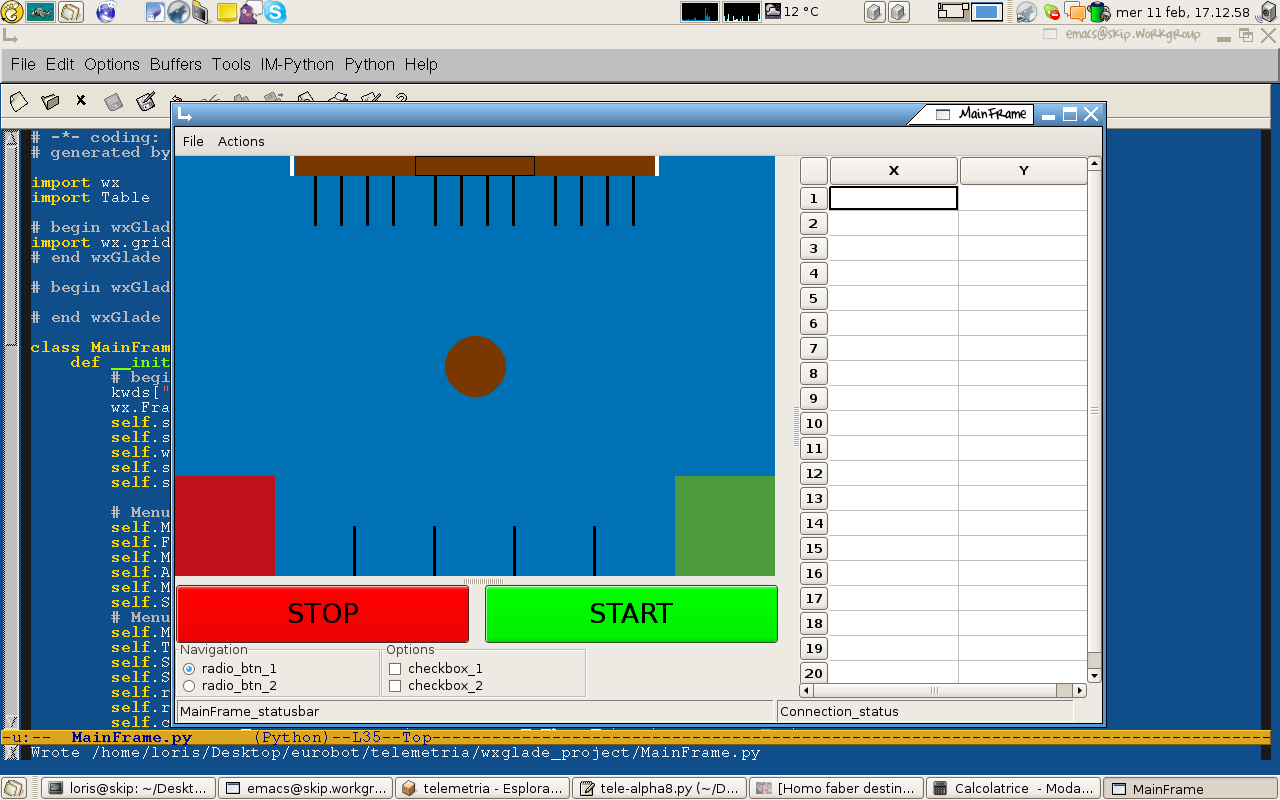 12 °C
mer 11 feb, 17.12.58
emacs@skip.workgroup
File Edit Options Buffers Tools IM-Python Python Help
MainFrame
# -*- coding:
# generated by
import wx
import Table
# begin wxGlad
import wx.grid
# end wxGlade
# begin wxGlad
# end wxGlade
class MainFram
def __init
# begi
kwds["
wx.Fra
self.s
self.s
self.w
self.s
self.s
# Menu
self.M
self.F
self.M
self.A
self.M
self.S
# Menu
self.M
self.T
self.S
self.S
self.r
self.r
self.c
File Actions
X Y
1
2
3
4
5
6
7
8
9
10
11
12
13
14
15
16
17
18
19
20
STOP START
Navigation Options
radio_btn_1 checkbox_1
radio_btn_2 checkbox_2
MainFrame_statusbar Connection_status
-u:-- MainFrame.py (Python)--L35--Top
Wrote /home/loris/Desktop/eurobot/telemetria/wxglade_project/MainFrame.py
loris@skip: ~/Deskt...
emacs@skip.workgr...
telemetria - Esplora...
tele-alpha8.py (~/D...
[Homo faber destin...
Calcolatrice - Moda...
MainFrame